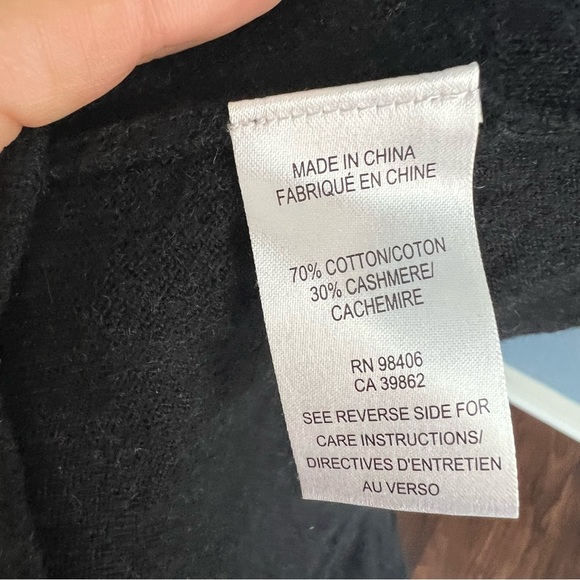 MADE IN CHINA
FABRIQUÉ EN CHINE
70% COTTON/COTON
30% CASHMERE/
CACHEMIRE
RN 98406
CA 39862
SEE REVERSE SIDE FOR
CARE INSTRUCTIONS/
DIRECTIVES D'ENTRETIEN
AU VERSO